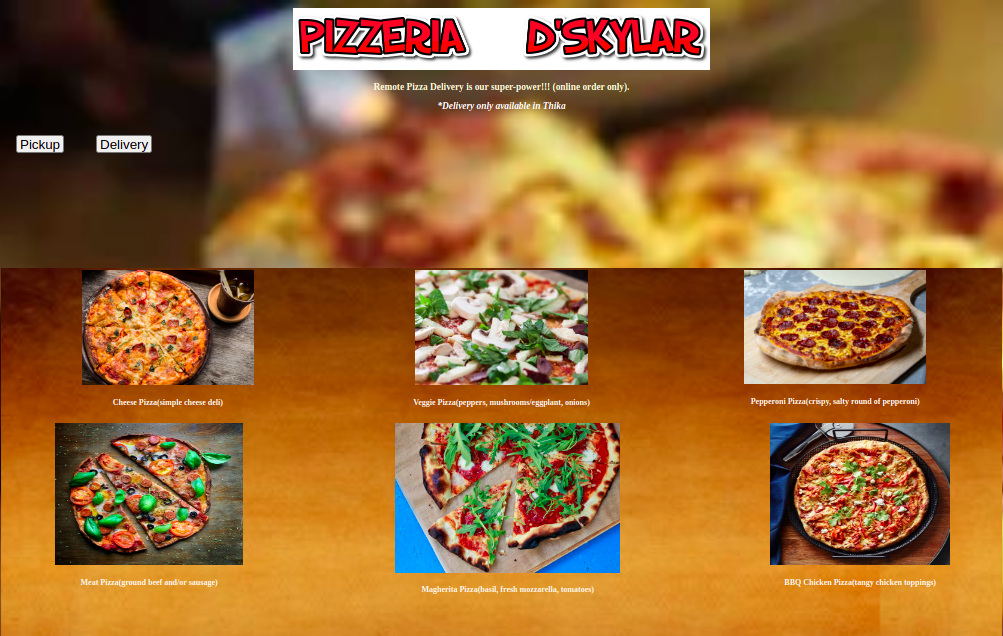 PIZZERIA D'SKYLAR
Remote Pizza Delivery is our super-power!!! (online order only).
*Delivery only available in Thika
Pickup Delivery
Cheese Pizza(simple cheese deli) Veggie Pizza(peppers, mushrooms/eggplant, onions) Pepperoni Pizza(crispy, salty round of pepperoni)
Meat Pizza(ground beef and/or sausage) Magherita Pizza(basil, fresh mozzarella, tomatoes) BBQ Chicken Pizza(tangy chicken toppings)